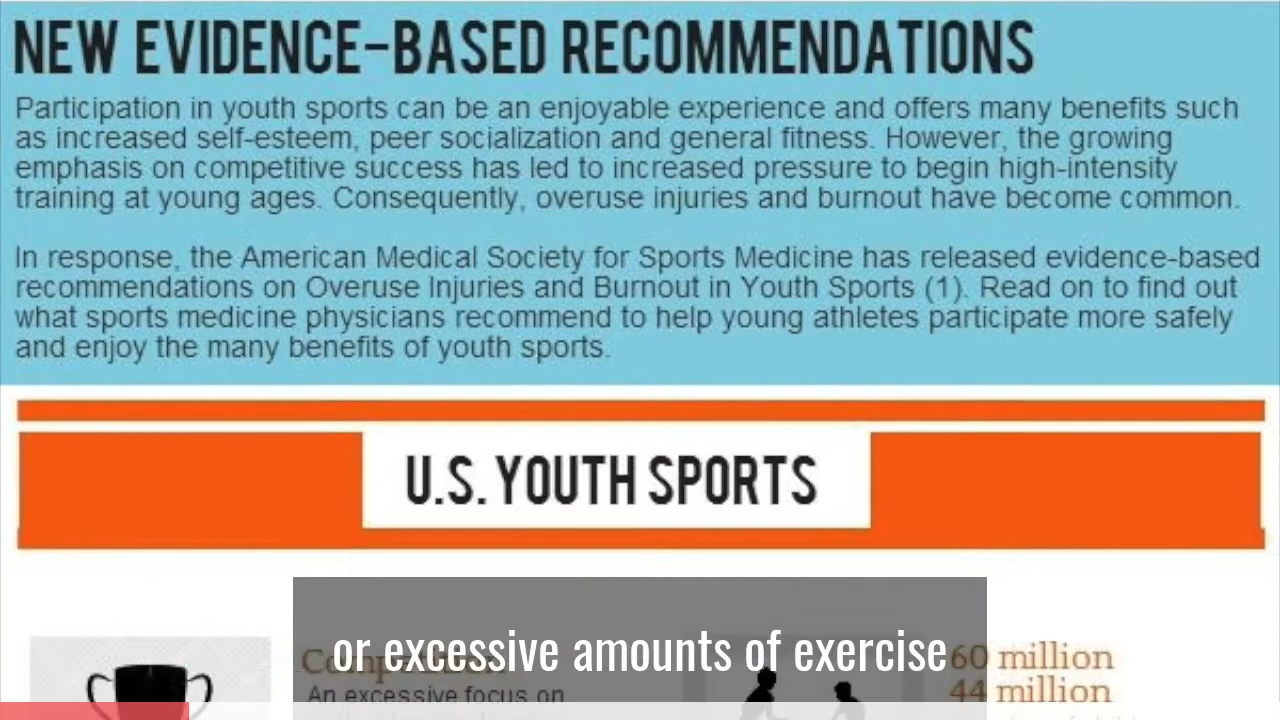 NEW EVIDENCE-BASED RECOMMENDATIONS
Participation in youth sports can be an enjoyable experience and offers many benefits such
as increased self-esteem, peer socialization and general fitness. However, the growing
emphasis on competitive success has led to increased pressure to begin high-intensity
training at young ages. Consequently, overuse injuries and burnout have become common.
In response, the American Medical Society for Sports Medicine has released evidence-based
recommendations on Overuse Injuries and Burnout in Youth Sports (1). Read on to find out
what sports medicine physicians recommend to help young athletes participate more safely
and enjoy the many benefits of youth sports.
U.S. YOUTH SPORTS
or excessive amounts of exercise
An excessive focus on
60 million
44 million